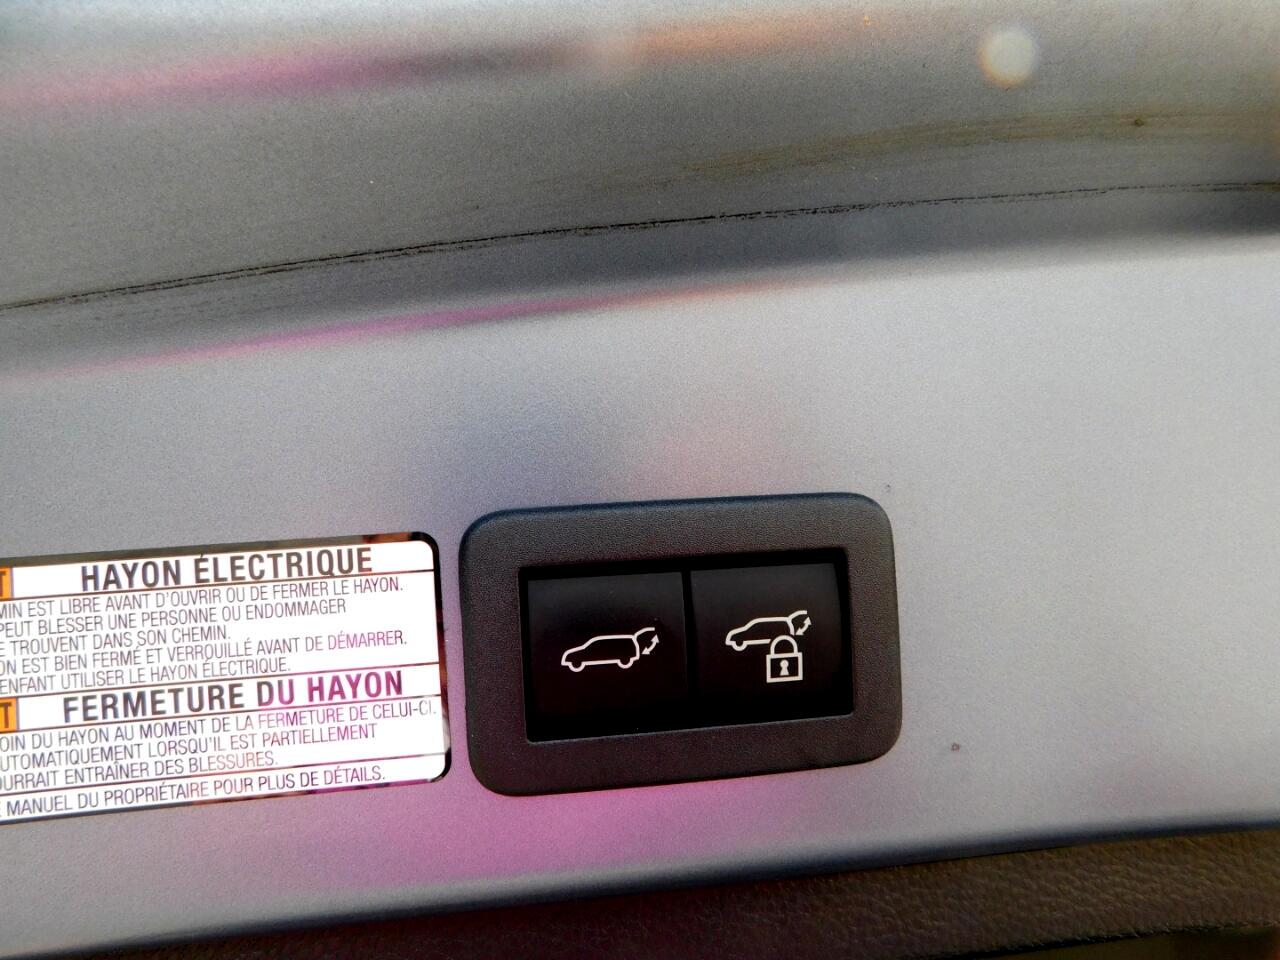 T HAYON ÉLECTRIQUE
MIN EST LIBRE AVANT D'OUVRIR OU DE FERMER LE HAYON.
PEUT BLESSER UNE PERSONNE OU ENDOMMAGER
E TROUVENT DANS SON CHEMIN.
ON EST BIEN FERMÉ ET VERROUILLÉ AVANT DE DÉMARRER.
ENFANT UTILISER LE HAYON ÉLECTRIQUE.
T FERMETURE DU HAYON
OIN DU HAYON AU MOMENT DE LA FERMETURE DE CELUI-CI.
UTOMATIQUEMENT LORSQU'IL EST PARTIELLEMENT
OURRAIT ENTRAÎNER DES BLESSURES.
E MANUEL DU PROPRIÉTAIRE POUR PLUS DE DÉTAILS.